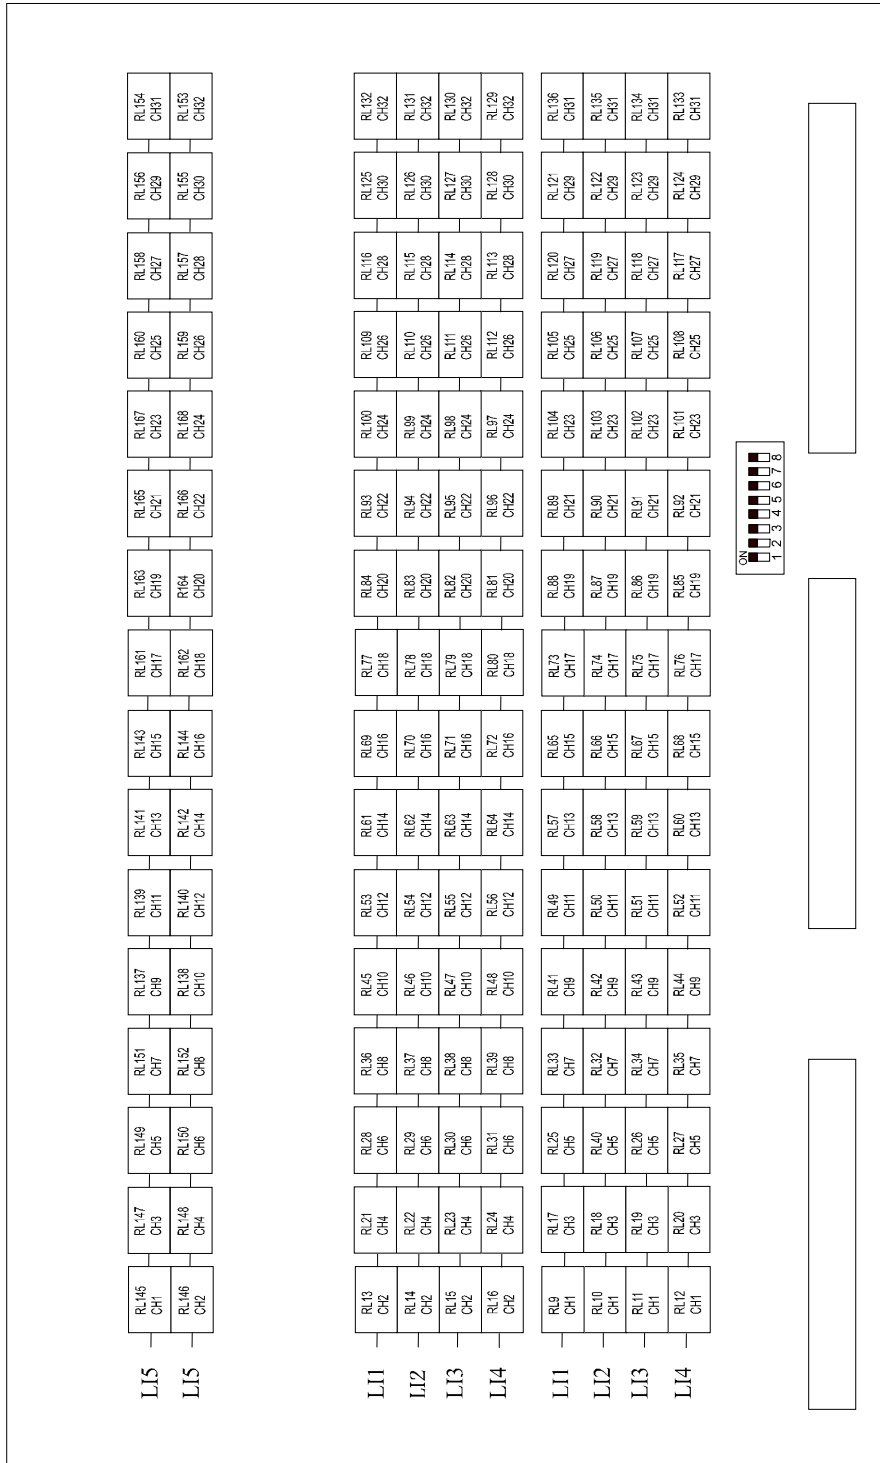 LI5
RL145 RL147 RL149 RL151 RL137 RL139 RL141 RL143 RL161 RL163 RL165 RL167 RL160 RL158 RL156 RL154
CH1 CH3 CH5 CH7 CH9 CH11 CH13 CH15 CH17 CH19 CH21 CH23 CH25 CH27 CH29 CH31
LI5
RL146 RL148 RL150 RL152 RL138 RL140 RL142 RL144 RL162 R164 RL166 RL168 RL159 RL157 RL155 RL153
CH2 CH4 CH6 CH8 CH10 CH12 CH14 CH16 CH18 CH20 CH22 CH24 CH26 CH28 CH30 CH32
LI1
RL13 RL21 RL28 RL36 RL45 RL53 RL61 RL69 RL77 RL84 RL93 RL100 RL109 RL116 RL125 RL132
CH2 CH4 CH6 CH8 CH10 CH12 CH14 CH16 CH18 CH20 CH22 CH24 CH26 CH28 CH30 CH32
LI2
RL14 RL22 RL29 RL37 RL46 RL54 RL62 RL70 RL78 RL83 RL94 RL99 RL110 RL115 RL126 RL131
CH2 CH4 CH6 CH8 CH10 CH12 CH14 CH16 CH18 CH20 CH22 CH24 CH26 CH28 CH30 CH32
LI3
RL15 RL23 RL30 RL38 RL47 RL55 RL63 RL71 RL79 RL82 RL95 RL98 RL111 RL114 RL127 RL130
CH2 CH4 CH6 CH8 CH10 CH12 CH14 CH16 CH18 CH20 CH22 CH24 CH26 CH28 CH30 CH32
LI4
RL16 RL24 RL31 RL39 RL48 RL56 RL64 RL72 RL80 RL81 RL96 RL97 RL112 RL113 RL128 RL129
CH2 CH4 CH6 CH8 CH10 CH12 CH14 CH16 CH18 CH20 CH22 CH24 CH26 CH28 CH30 CH32
LI1
RL9 RL17 RL25 RL33 RL41 RL49 RL57 RL65 RL73 RL88 RL89 RL104 RL105 RL120 RL121 RL136
CH1 CH3 CH5 CH7 CH9 CH11 CH13 CH15 CH17 CH19 CH21 CH23 CH25 CH27 CH29 CH31
LI2
RL10 RL18 RL40 RL32 RL42 RL50 RL58 RL66 RL74 RL87 RL90 RL103 RL106 RL119 RL122 RL135
CH1 CH3 CH5 CH7 CH9 CH11 CH13 CH15 CH17 CH19 CH21 CH23 CH25 CH27 CH29 CH31
LI3
RL11 RL19 RL26 RL34 RL43 RL51 RL59 RL67 RL75 RL86 RL91 RL102 RL107 RL118 RL123 RL134
CH1 CH3 CH5 CH7 CH9 CH11 CH13 CH15 CH17 CH19 CH21 CH23 CH25 CH27 CH29 CH31
LI4
RL12 RL20 RL27 RL35 RL44 RL52 RL60 RL68 RL76 RL85 RL92 RL101 RL108 RL117 RL124 RL133
CH1 CH3 CH5 CH7 CH9 CH11 CH13 CH15 CH17 CH19 CH21 CH23 CH25 CH27 CH29 CH31
ON
1 2 3 4 5 6 7 8